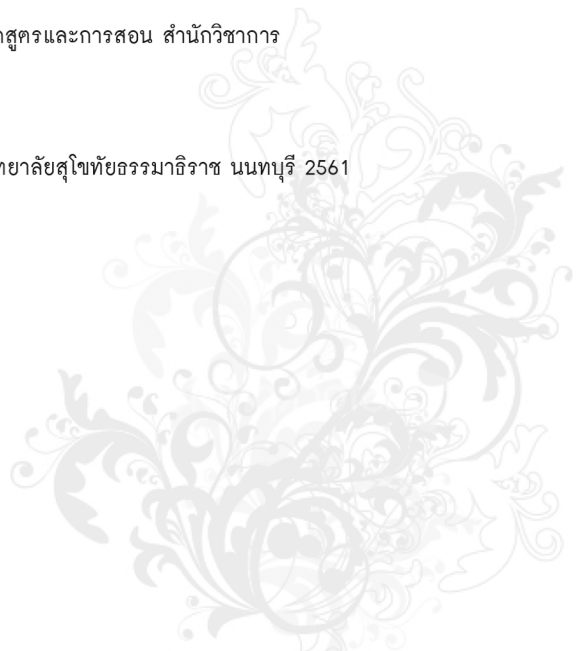 สูตรและการสอน สำนักวิชาการ
ทยาลัยสุโขทัยธรรมาธิราช นนทบุรี 2561